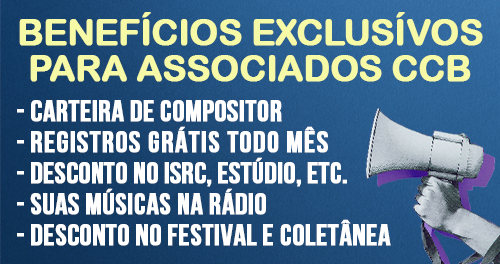 BENEFÍCIOS EXCLUSÍVOS
PARA ASSOCIADOS CCB
- CARTEIRA DE COMPOSITOR
- REGISTROS GRÁTIS TODO MÊS
- DESCONTO NO ISRC, ESTÚDIO, ETC.
- SUAS MÚSICAS NA RÁDIO
- DESCONTO NO FESTIVAL E COLETÂNEA